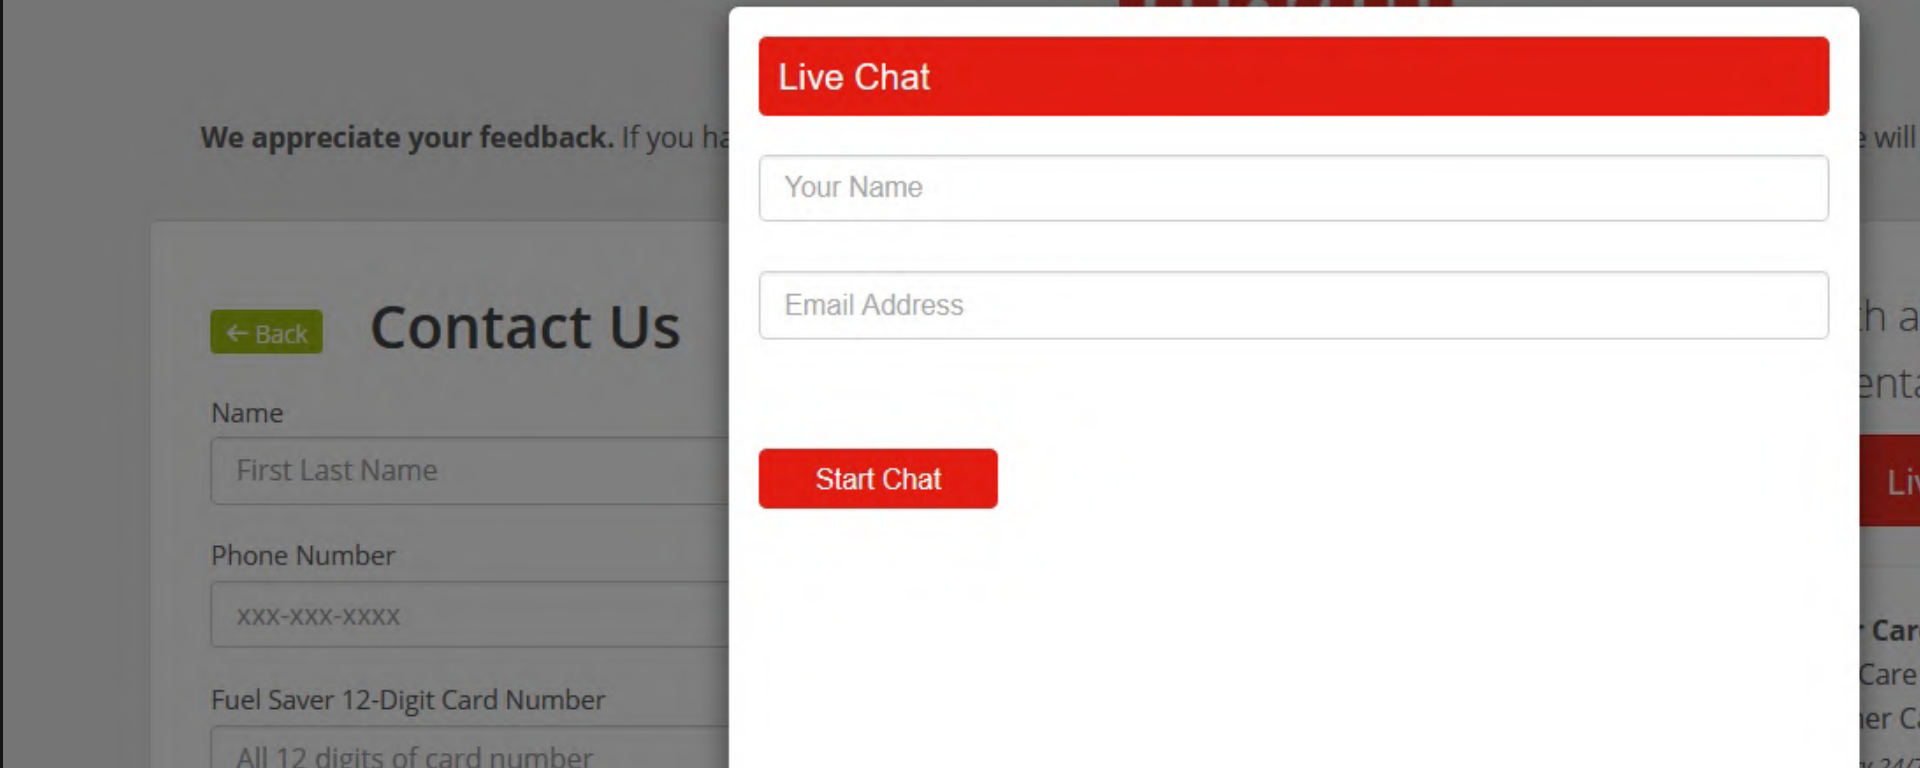 Live Chat
We appreciate your feedback. If you
will
Your Name
Email Address
Start Chat
← Back
Contact Us
Name
First Last Name
Phone Number
xxx-xxx-xxxx
Fuel Saver 12-Digit Card Number
All 12 digits of card number
Care